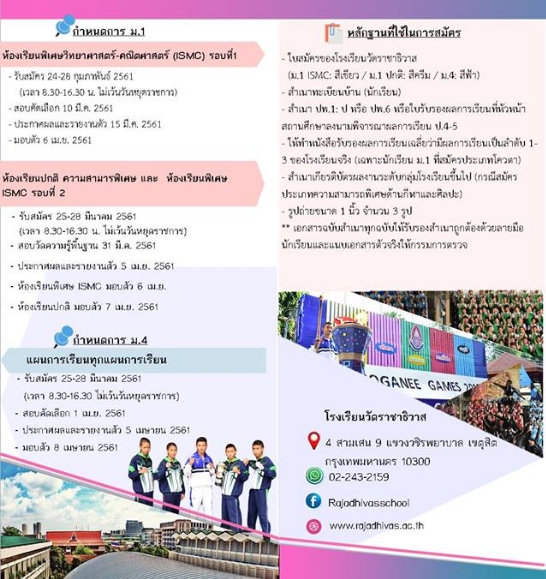 กำหนดการ ม.1
ห้องเรียนพิเศษวิทยาศาสตร์-คณิตศาสตร์ (ISMC) รอบที่1
- รับสมัคร 24-28 กุมภาพันธ์ 2561
(เวลา 8.30-16.30 น. ไม่เว้นวันหยุดราชการ)
- สอบคัดเลือก 10 มี.ค. 2561
- ประกาศผลและรายงานตัว 15 มี.ค. 2561
- มอบตัว 6 เม.ย. 2561
ห้องเรียนปกติ ความสามารพิเศษ และ ห้องเรียนพิเศษ
ISMC รอบที่ 2
- รับสมัคร 25-28 มีนาคม 2561
(เวลา 8.30-16.30 น. ไม่เว้นวันหยุดราชการ)
- สอบวัดความรู้พื้นฐาน 31 มี.ค. 2561
- ประกาศผลและรายงานตัว 5 เม.ย. 2561
- ห้องเรียนพิเศษ ISMC มอบตัว 6 เม.ย.
- ห้องเรียนปกติ มอบตัว 7 เม.ย. 2561
กำหนดการ ม.4
แผนการเรียนทุกแผนการเรียน
- รับสมัคร 25-28 มีนาคม 2561
(เวลา 8.30-16.30 น. ไม่เว้นวันหยุดราชการ)
- สอบคัดเลือก 1 เม.ย. 2561
- ประกาศผลและรายงานตัว 5 เมษายน 2561
- มอบตัว 8 เมษายน 2561
หลักฐานที่ใช้ในการสมัคร
- ใบสมัครของโรงเรียนวัดราชาธิวาส
(ม.1 ISMC: สีเขียว / ม.1 ปกติ: สีครีม / ม.4: สีฟ้า)
- สำเนาทะเบียนบ้าน (นักเรียน)
- สำเนา ปพ.1: ป หรือ ปพ.6 หรือใบรับรองผลการเรียนที่หัวหน้า
สถานศึกษาลงนามพิจารณาผลการเรียน ป.4-5
- ให้ทำหนังสือรับรองผลการเรียนเฉลี่ยว่ามีผลการเรียนเป็นลำดับ 1-
3 ของโรงเรียนจริง (เฉพาะนักเรียน ม.1 ที่สมัครประเภทโควตา)
- สำเนาเกียรติบัตรผลงานระดับกลุ่มโรงเรียนขึ้นไป (กรณีสมัคร
ประเภทความสามารถพิเศษด้านกีฬาและศิลปะ)
- รูปถ่ายขนาด 1 นิ้ว จำนวน 3 รูป
** เอกสารฉบับสำเนาทุกฉบับให้รับรองสำเนาถูกต้องด้วยลายมือ
นักเรียนและแนบเอกสารตัวจริงให้กรรมการตรวจ
OGANEE GAMES
โรงเรียนวัดราชาธิวาส
4 สามเสน 9 แขวงวชิรพยาบาล เขตดุสิต
กรุงเทพมหานคร 10300
02-243-2159
Rajadhivasschool
www.rajadhivas.ac.th